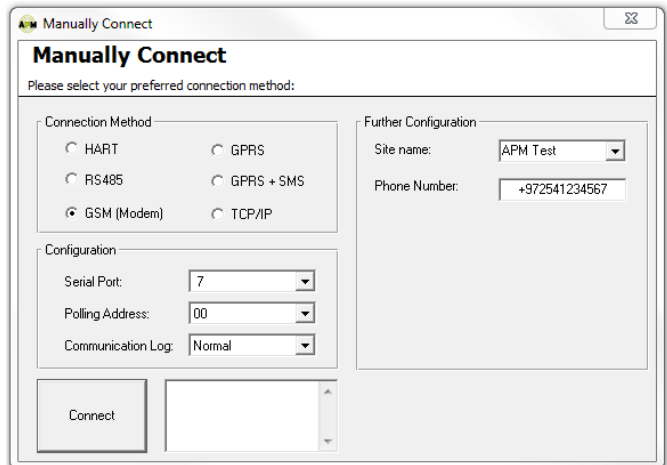 APM Manually Connect
Manually Connect
Please select your preferred connection method:
Connection Method
HART
GPRS
RS485
GPRS + SMS
GSM (Modem)
TCP/IP
Configuration
Serial Port: 7
Polling Address: 00
Communication Log: Normal
Connect
Further Configuration
Site name: APM Test
Phone Number: +972541234567